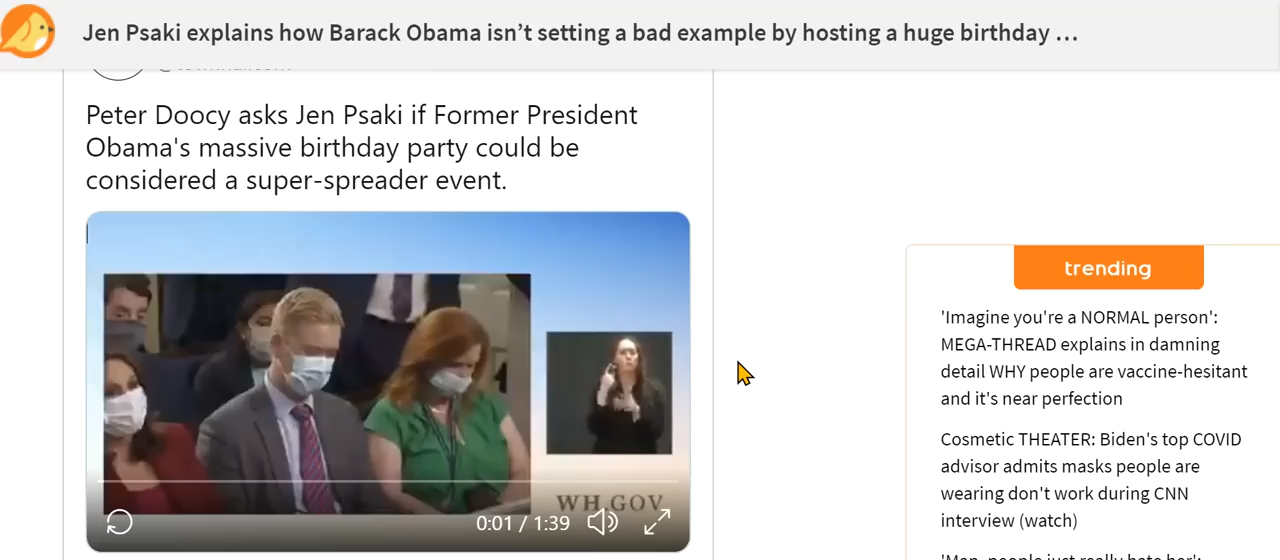 Jen Psaki explains how Barack Obama isn’t setting a bad example by hosting a huge birthday …
Peter Doocy asks Jen Psaki if Former President
Obama's massive birthday party could be
considered a super-spreader event.
WH.GOV
0:01 / 1:39
trending
'Imagine you're a NORMAL person':
MEGA-THREAD explains in damning
detail WHY people are vaccine-hesitant
and it's near perfection
Cosmetic THEATER: Biden's top COVID
advisor admits masks people are
wearing don't work during CNN
interview (watch)